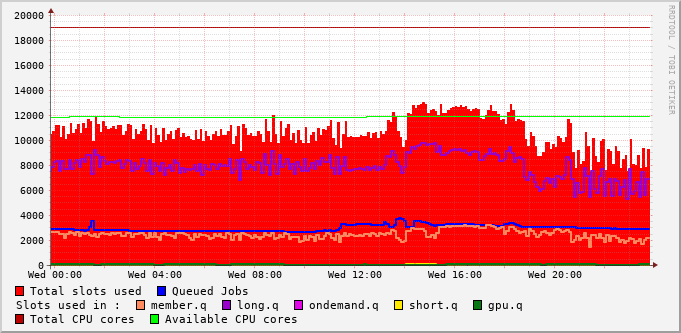 20000
18000
16000
14000
12000
10000
8000
6000
4000
2000
0
Wed 00:00 Wed 04:00 Wed 08:00 Wed 12:00 Wed 16:00 Wed 20:00
Total slots used Queued Jobs
Slots used in : member.q long.q ondemand.q short.q gpu.q
Total CPU cores Available CPU cores
RRDTOOL / TOBI OETIKER